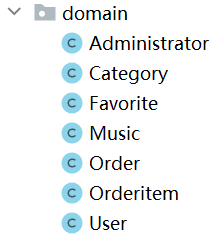 domain
C Administrator
C Category
C Favorite
C Music
C Order
C Orderitem
C User